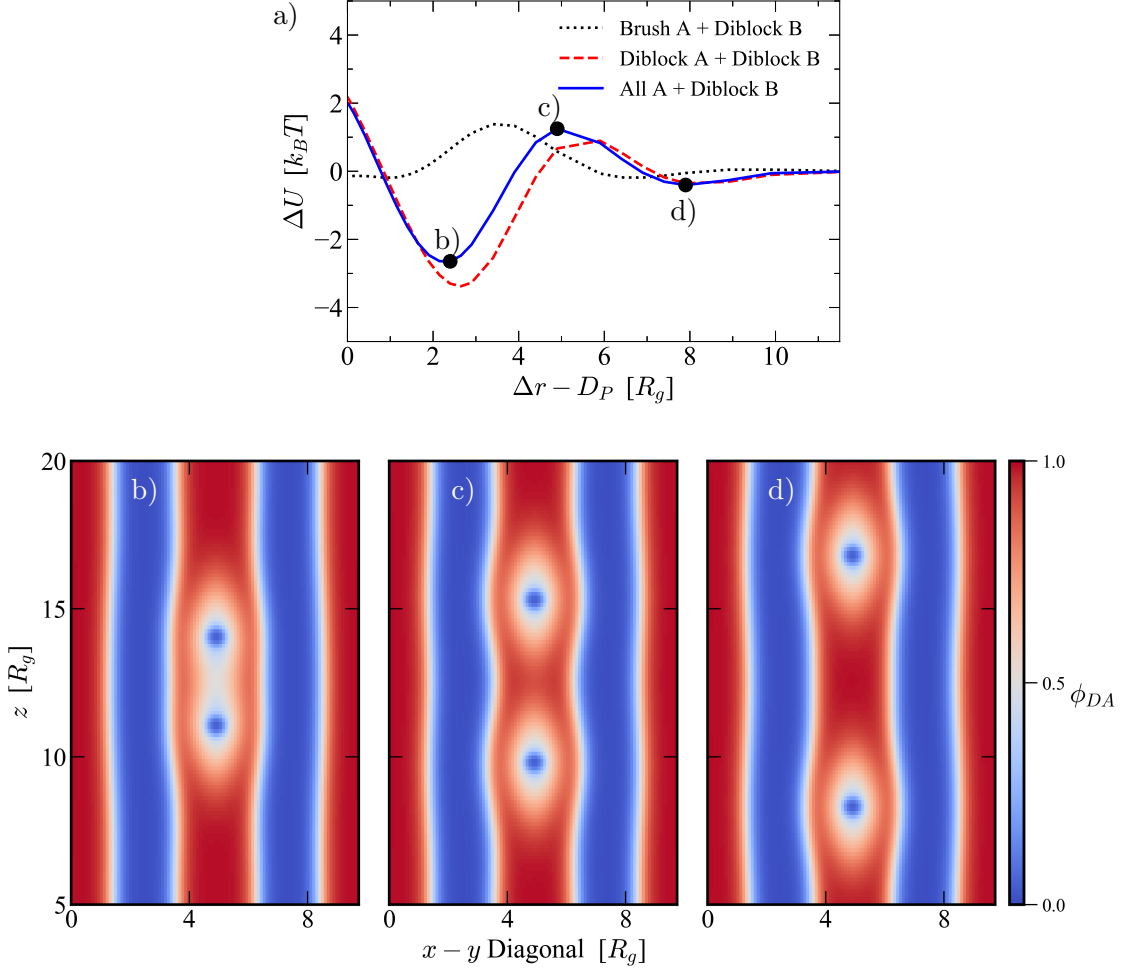 a)
4
2
0
−2
−4
ΔU [k_BT]
Brush A + Diblock B
Diblock A + Diblock B
All A + Diblock B
b)
c)
d)
0 2 4 6 8 10
Δr − D_P [R_g]
b) c) d)
20
15
10
5
z [R_g]
0 4 8 0 4 8 0 4 8
x − y Diagonal [R_g]
1.0
0.5
0.0
ϕ_DA